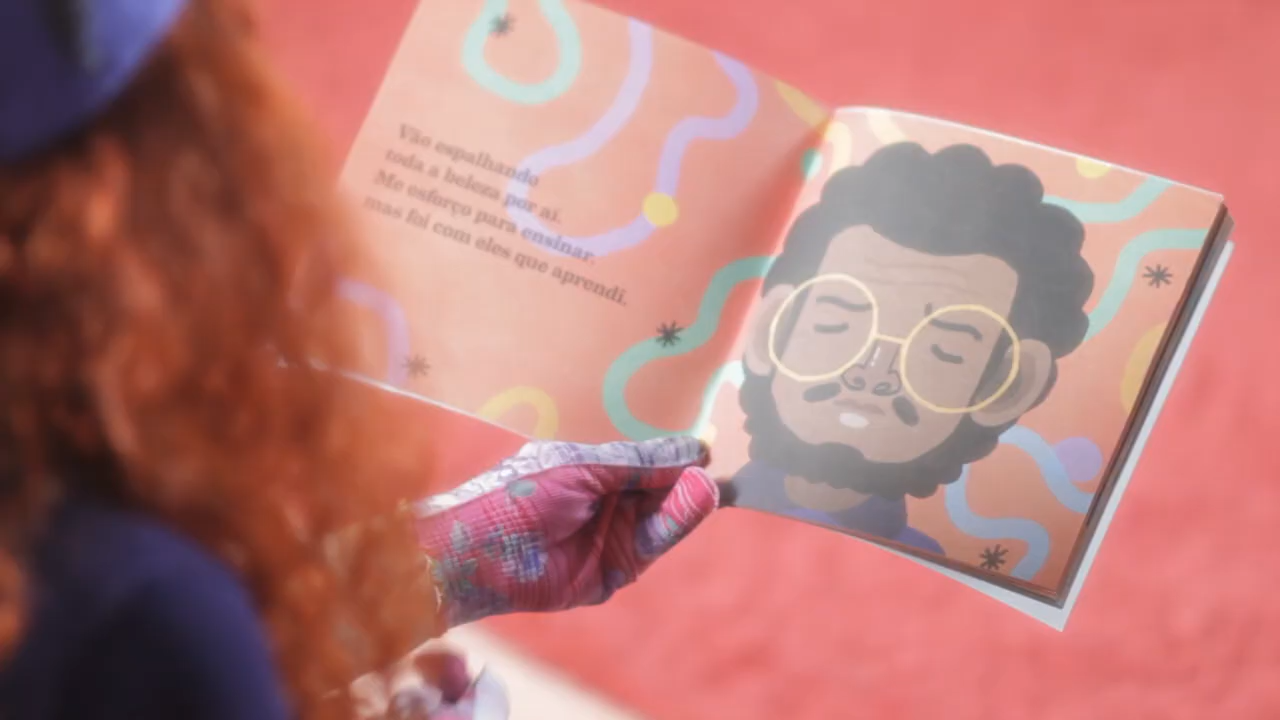 Vão espalhando
toda a beleza por aí.
Me esforço para ensinar,
mas foi com eles que aprendi.